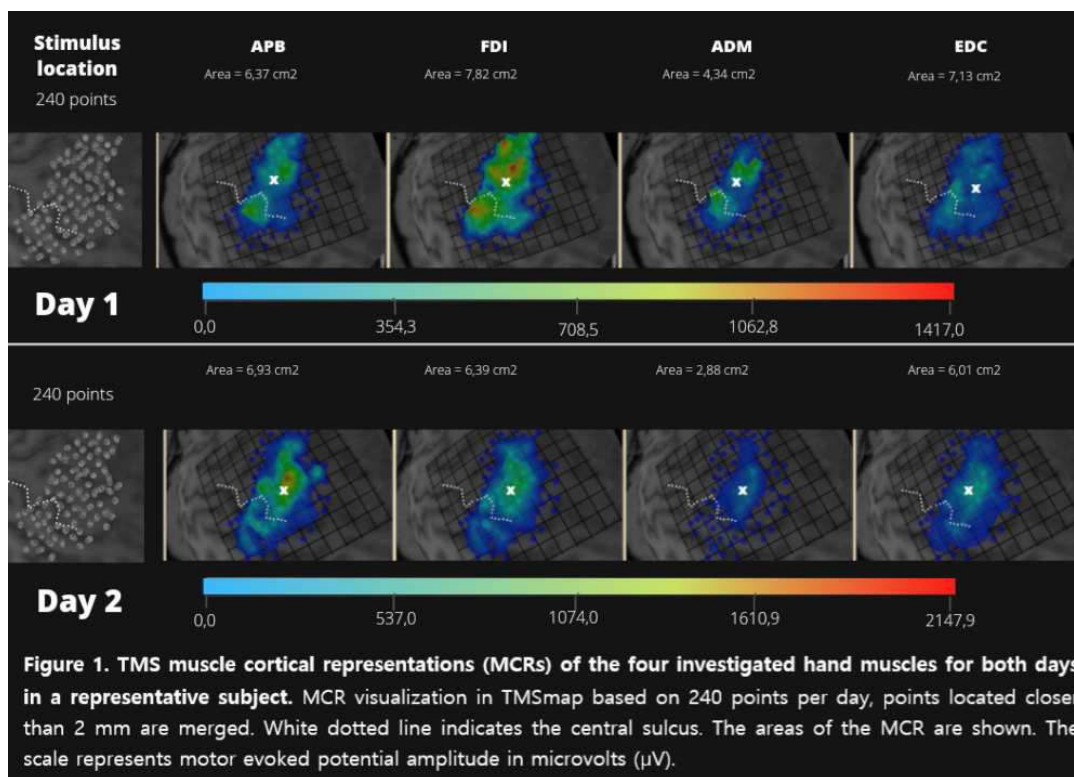 Stimulus
location
240 points
APB
Area = 6,37 cm2
FDI
Area = 7,82 cm2
ADM
Area = 4,34 cm2
EDC
Area = 7,13 cm2
x
x
x
x
Day 1
0,0
354,3
708,5
1062,8
1417,0
240 points
Area = 6,93 cm2
Area = 6,39 cm2
Area = 2,88 cm2
Area = 6,01 cm2
x
x
x
x
Day 2
0,0
537,0
1074,0
1610,9
2147,9
Figure 1. TMS muscle cortical representations (MCRs) of the four investigated hand muscles for both days
in a representative subject. MCR visualization in TMSmap based on 240 points per day, points located closer
than 2 mm are merged. White dotted line indicates the central sulcus. The areas of the MCR are shown. The
scale represents motor evoked potential amplitude in microvolts (μV).